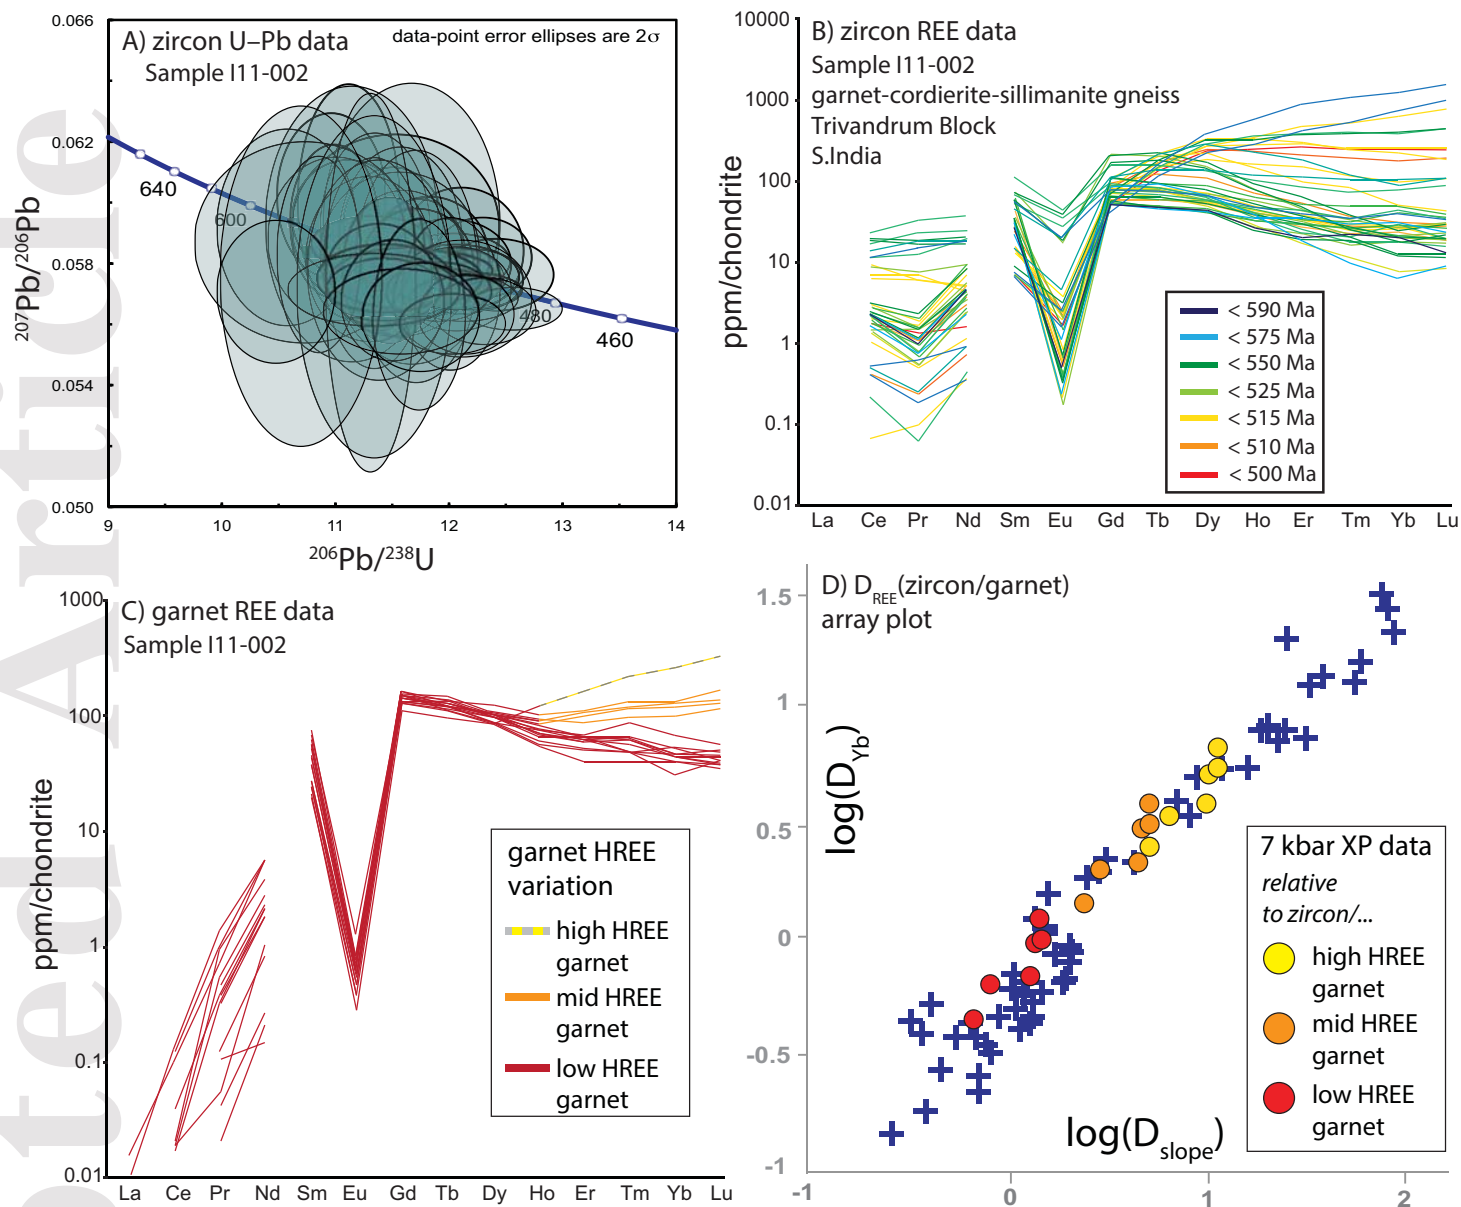 A) zircon U–Pb data
Sample I11-002
data-point error ellipses are 2σ
0.066
0.062
0.058
0.054
0.050
207Pb/206Pb
640
600
480
460
9 10 11 12 13 14
206Pb/238U
B) zircon REE data
Sample I11-002
garnet-cordierite-sillimanite gneiss
Trivandrum Block
S.India
10000
1000
100
10
1
0.1
0.01
ppm/chondrite
< 590 Ma
< 575 Ma
< 550 Ma
< 525 Ma
< 515 Ma
< 510 Ma
< 500 Ma
La Ce Pr Nd Sm Eu Gd Tb Dy Ho Er Tm Yb Lu
C) garnet REE data
Sample I11-002
1000
100
10
1
0.1
0.01
ppm/chondrite
garnet HREE
variation
high HREE
garnet
mid HREE
garnet
low HREE
garnet
La Ce Pr Nd Sm Eu Gd Tb Dy Ho Er Tm Yb Lu
D) DREE(zircon/garnet)
array plot
1.5
1
0.5
0
-0.5
-1
log(DYb)
7 kbar XP data
relative
to zircon/...
high HREE
garnet
mid HREE
garnet
low HREE
garnet
log(Dslope)
-1 0 1 2
pted Article